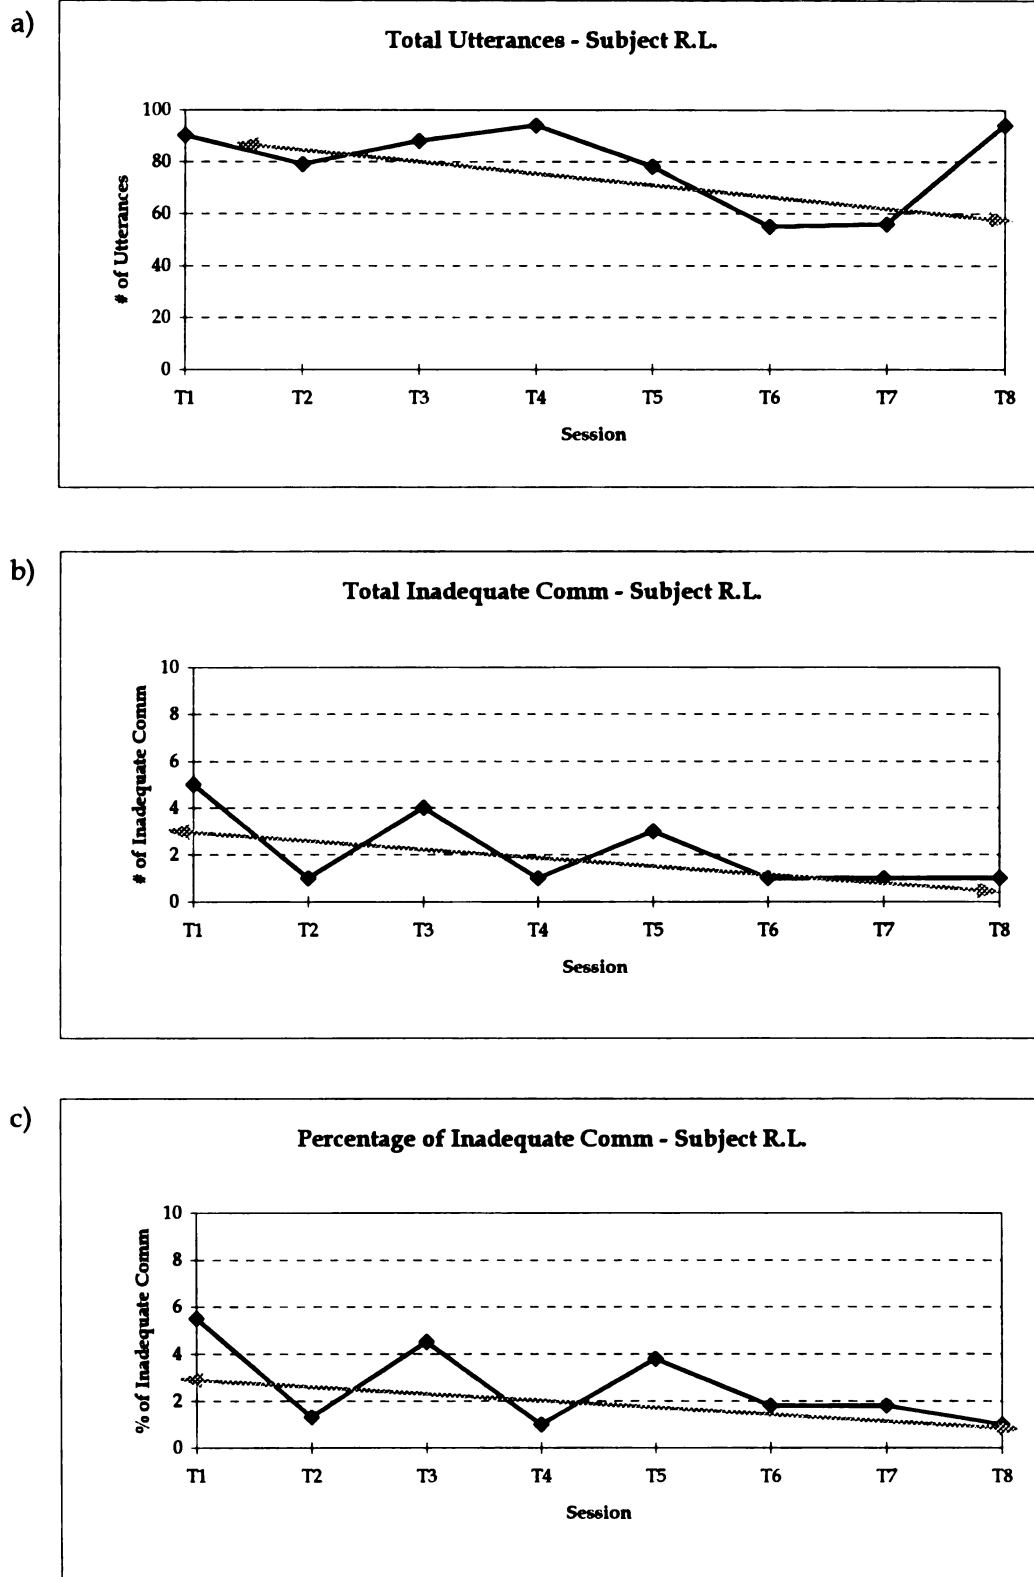 a)
Total Utterances - Subject R.L.
# of Utterances
100
80
60
40
20
0
T1 T2 T3 T4 T5 T6 T7 T8
Session
b)
Total Inadequate Comm - Subject R.L.
# of Inadequate Comm
10
8
6
4
2
0
T1 T2 T3 T4 T5 T6 T7 T8
Session
c)
Percentage of Inadequate Comm - Subject R.L.
% of Inadequate Comm
10
8
6
4
2
0
T1 T2 T3 T4 T5 T6 T7 T8
Session